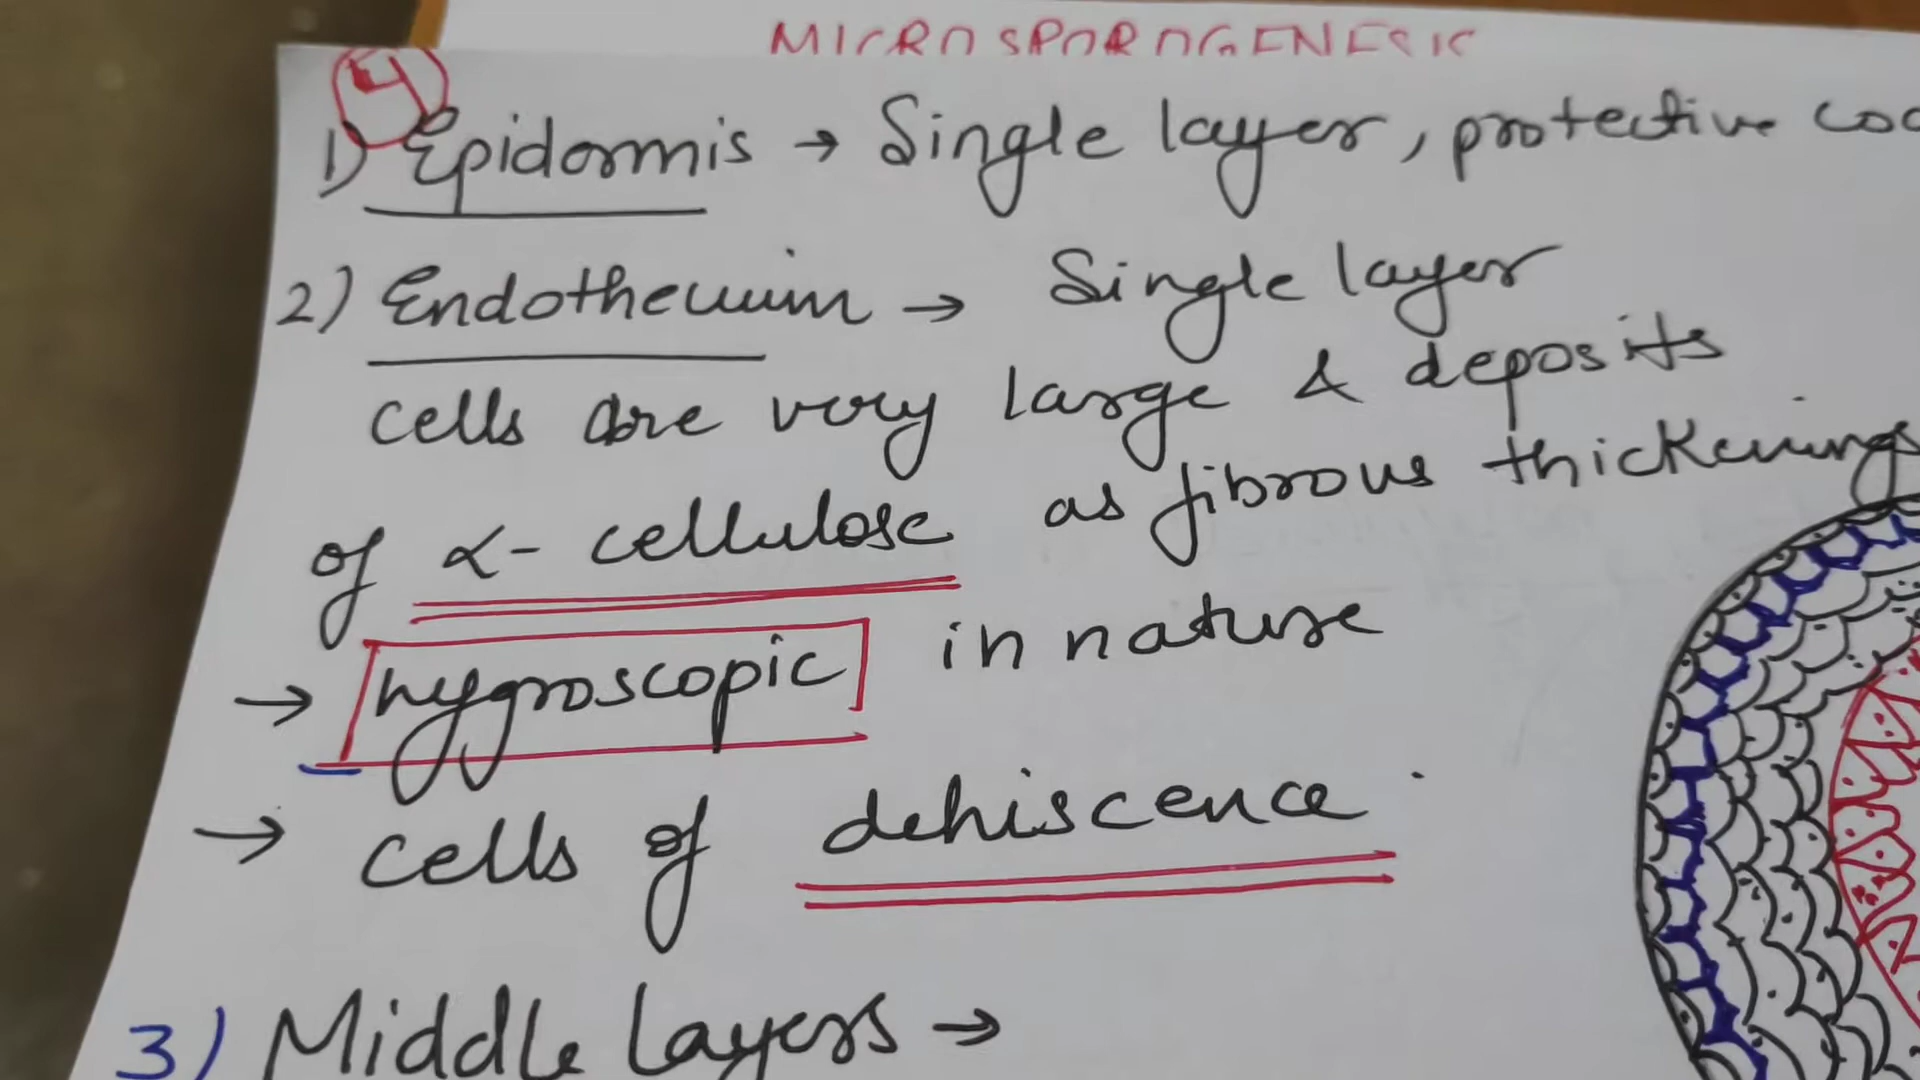 MICROSPOROGENESIS
4
1) Epidermis → Single layer, protective
2) Endothecium → Single layer
cells are very large & deposits
of α- cellulose as fibrous thickenings
→ hygroscopic in nature
→ cells of dehiscence
3) Middle layers →